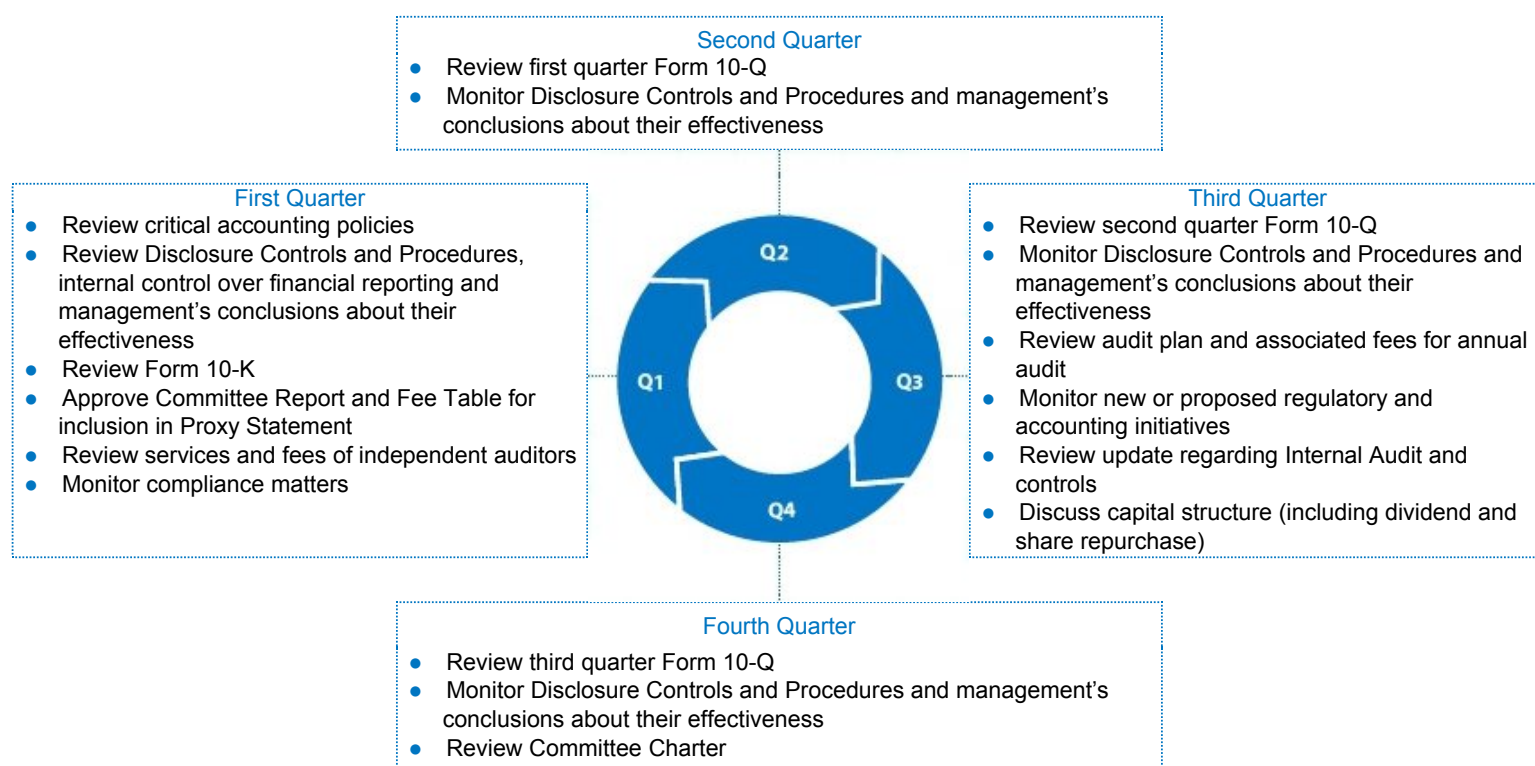 Second Quarter
● Review first quarter Form 10-Q
● Monitor Disclosure Controls and Procedures and management’s
conclusions about their effectiveness
First Quarter
● Review critical accounting policies
● Review Disclosure Controls and Procedures,
internal control over financial reporting and
management’s conclusions about their
effectiveness
● Review Form 10-K
● Approve Committee Report and Fee Table for
inclusion in Proxy Statement
● Review services and fees of independent auditors
● Monitor compliance matters
Q2
Q1
Q3
Q4
Third Quarter
● Review second quarter Form 10-Q
● Monitor Disclosure Controls and Procedures and
management’s conclusions about their
effectiveness
● Review audit plan and associated fees for annual
audit
● Monitor new or proposed regulatory and
accounting initiatives
● Review update regarding Internal Audit and
controls
● Discuss capital structure (including dividend and
share repurchase)
Fourth Quarter
● Review third quarter Form 10-Q
● Monitor Disclosure Controls and Procedures and management’s
conclusions about their effectiveness
● Review Committee Charter